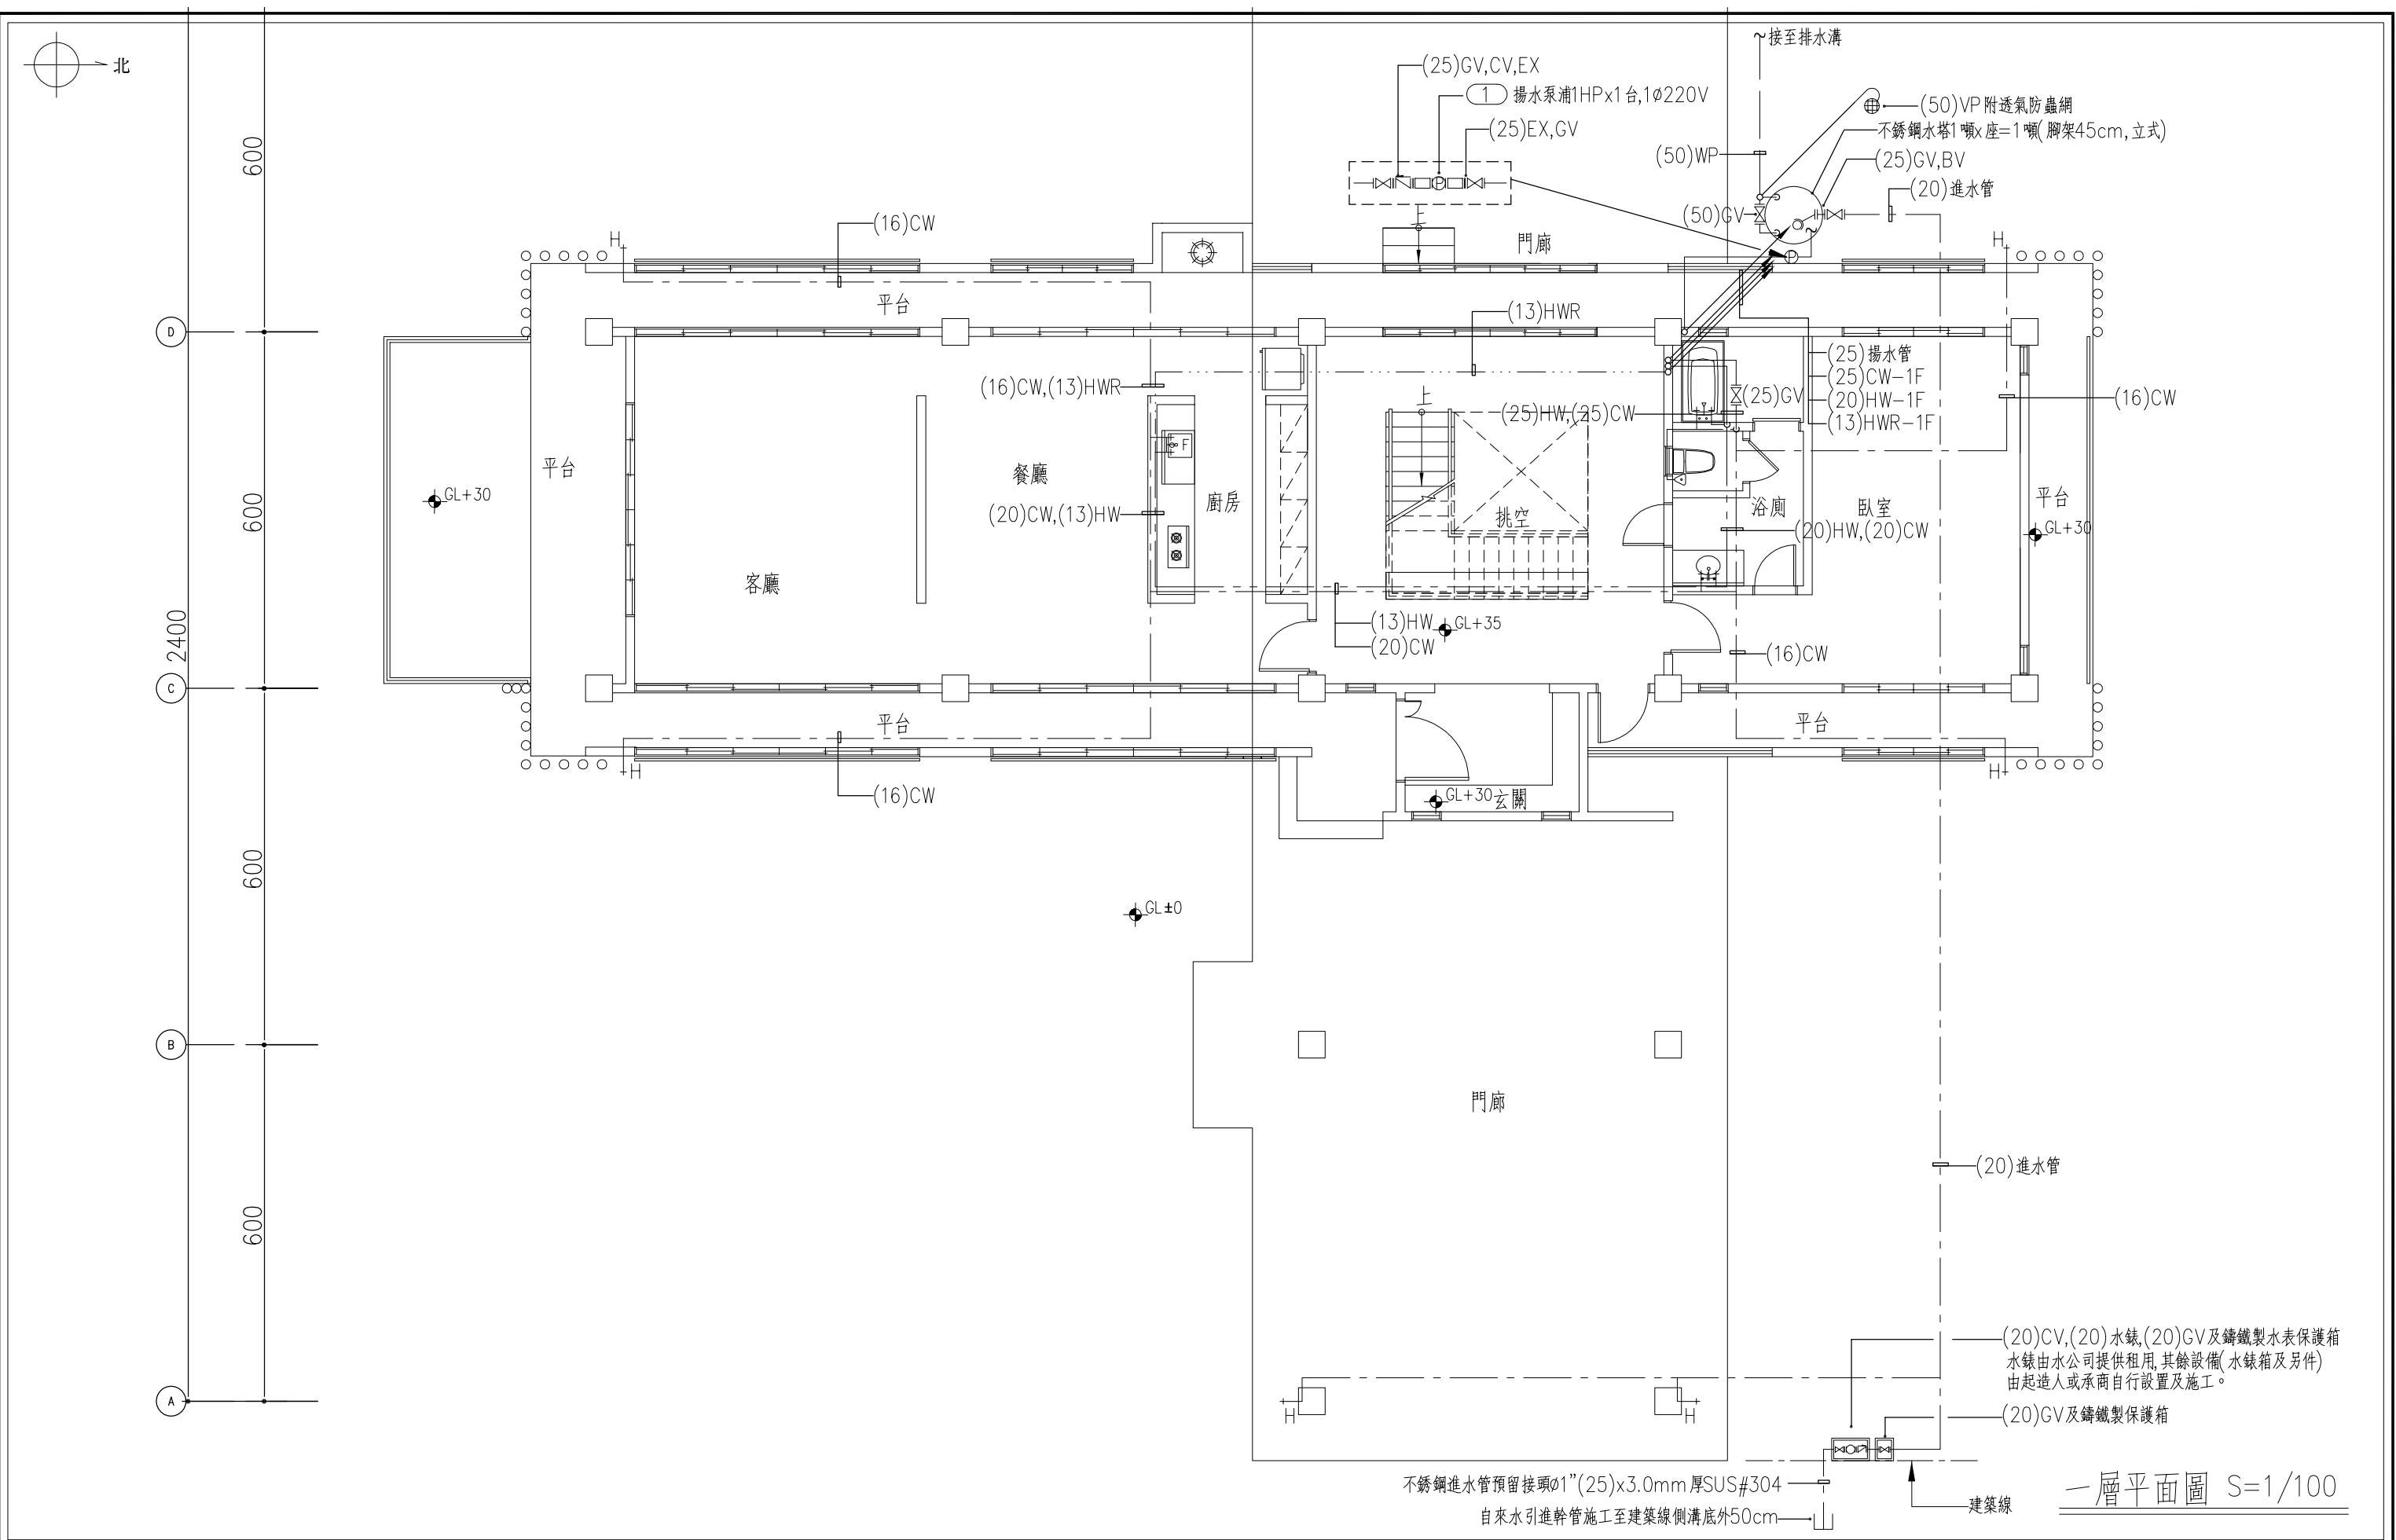 北
接至排水溝
(25)GV,CV,EX
1 揚水泵浦1HPx1台,1ø220V
(25)EX,GV
(50)VP附透氣防蟲網
不銹鋼水塔1噸x座=1噸(腳架45cm,立式)
(50)WP
(25)GV,BV
(20)進水管
(50)GV
600
(16)CW
上
門廊
H
H
平台
(13)HWR
D
(16)CW,(13)HWR
(25)揚水管
(25)CW-1F
(20)HW-1F
(13)HWR-1F
(25)GV
(25)HW,(25)CW
(16)CW
上
F
平台
GL+30
餐廳
廚房
(20)CW,(13)HW
挑空
浴廁
臥室
平台
GL+30
(20)HW,(20)CW
600
客廳
2400
(13)HW
(20)CW
GL+35
(16)CW
C
平台
平台
H
H
(16)CW
GL+30
玄關
600
GL±0
B
門廊
(20)進水管
600
A
H
H
(20)CV,(20)水錶,(20)GV及鑄鐵製水表保護箱
水錶由水公司提供租用,其餘設備(水錶箱及另件)
由起造人或承商自行設置及施工。
(20)GV及鑄鐵製保護箱
不銹鋼進水管預留接頭ø1"(25)x3.0mm厚SUS#304
自來水引進幹管施工至建築線側溝底外50cm
建築線
一層平面圖 S=1/100
P
P